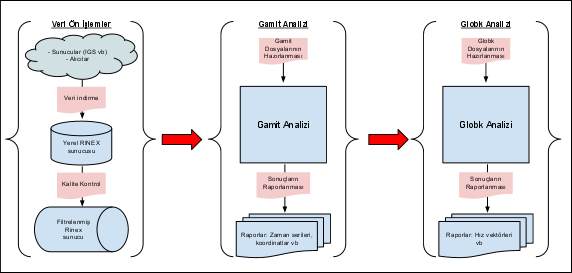 Veri Ön İşlemler
- Sunucular (IGS vb)
- Alıcılar
Veri indirme
Yerel RINEX
sunucusu
Kalite Kontrol
Filtrelenmiş
Rinex
sunucu
Gamit Analizi
Gamit
Dosyalarının
Hazırlanması
Gamit Analizi
Sonuçların
Raporlanması
Raporlar: Zaman serileri,
koordinatlar vb
Globk Analizi
Globk
Dosyalarının
Hazırlanması
Globk Analizi
Sonuçların
Raporlanması
Raporlar: Hız vektörleri
vb